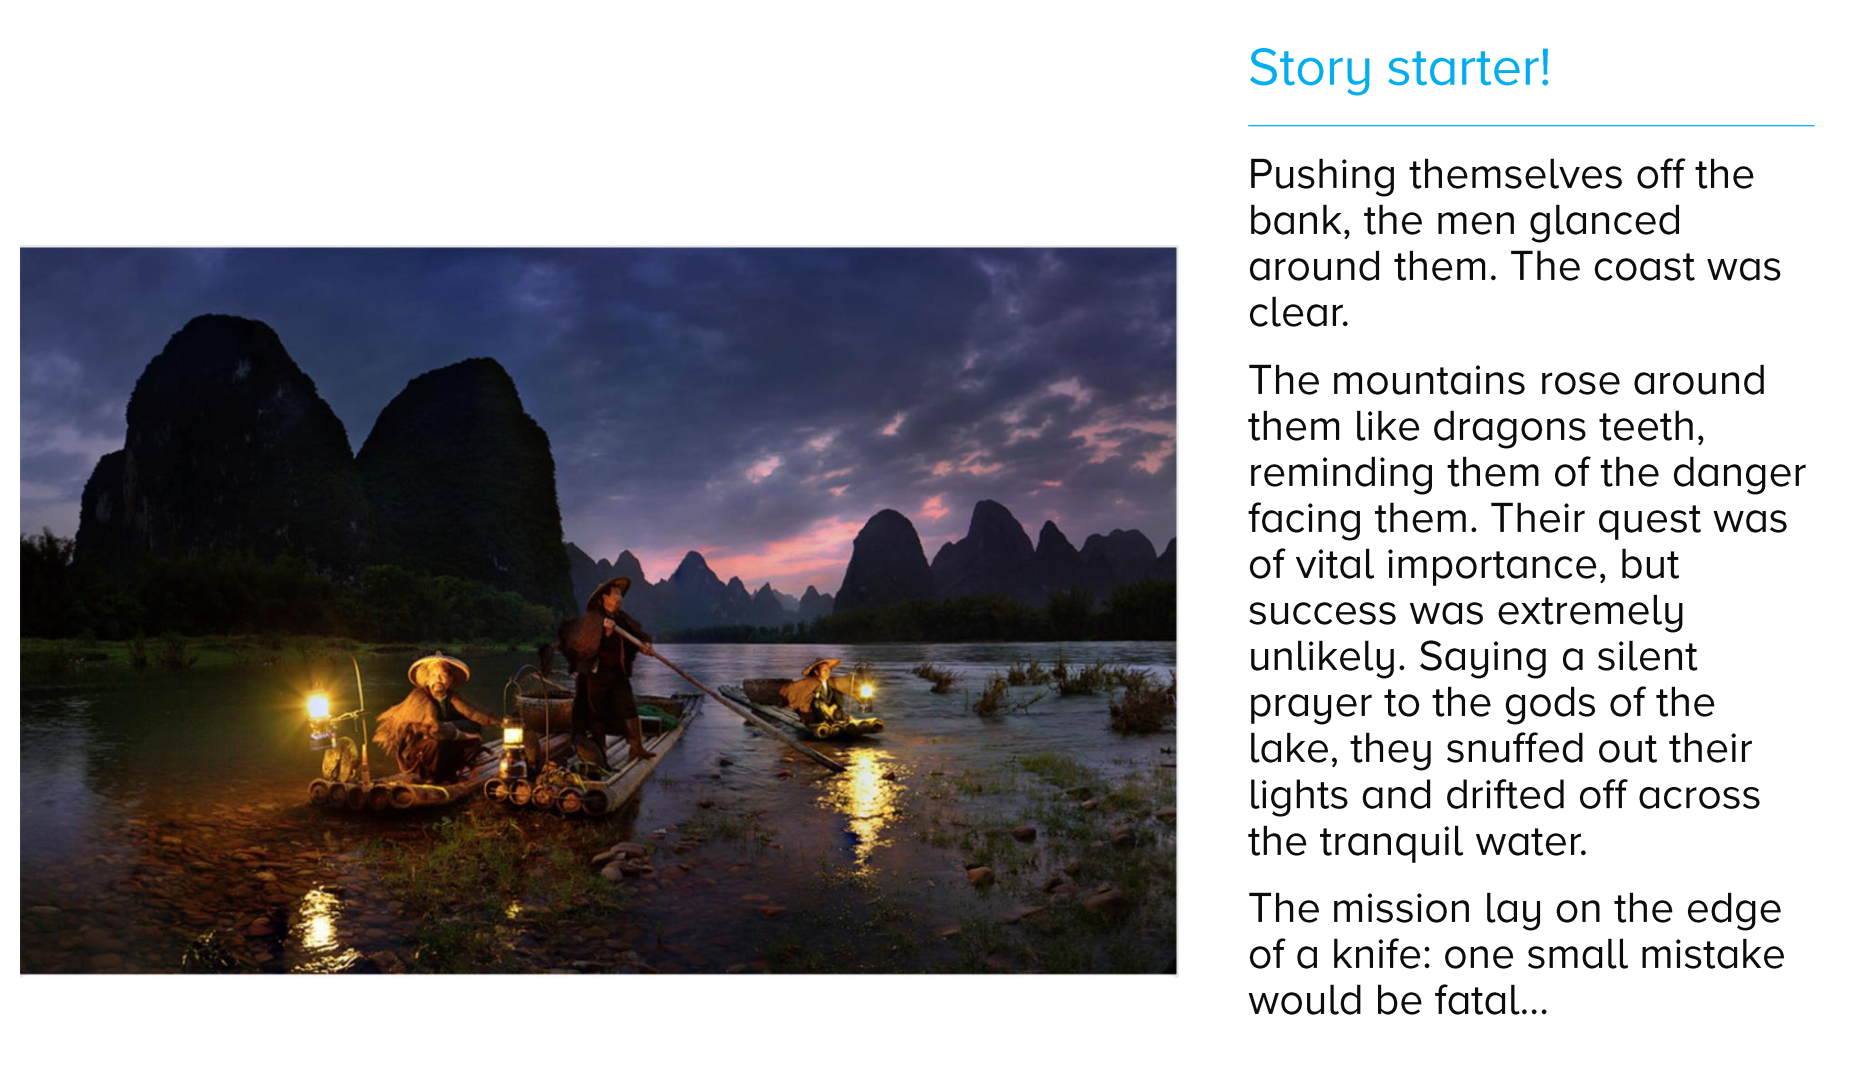 Story starter!
Pushing themselves off the
bank, the men glanced
around them. The coast was
clear.
The mountains rose around
them like dragons teeth,
reminding them of the danger
facing them. Their quest was
of vital importance, but
success was extremely
unlikely. Saying a silent
prayer to the gods of the
lake, they snuffed out their
lights and drifted off across
the tranquil water.
The mission lay on the edge
of a knife: one small mistake
would be fatal...